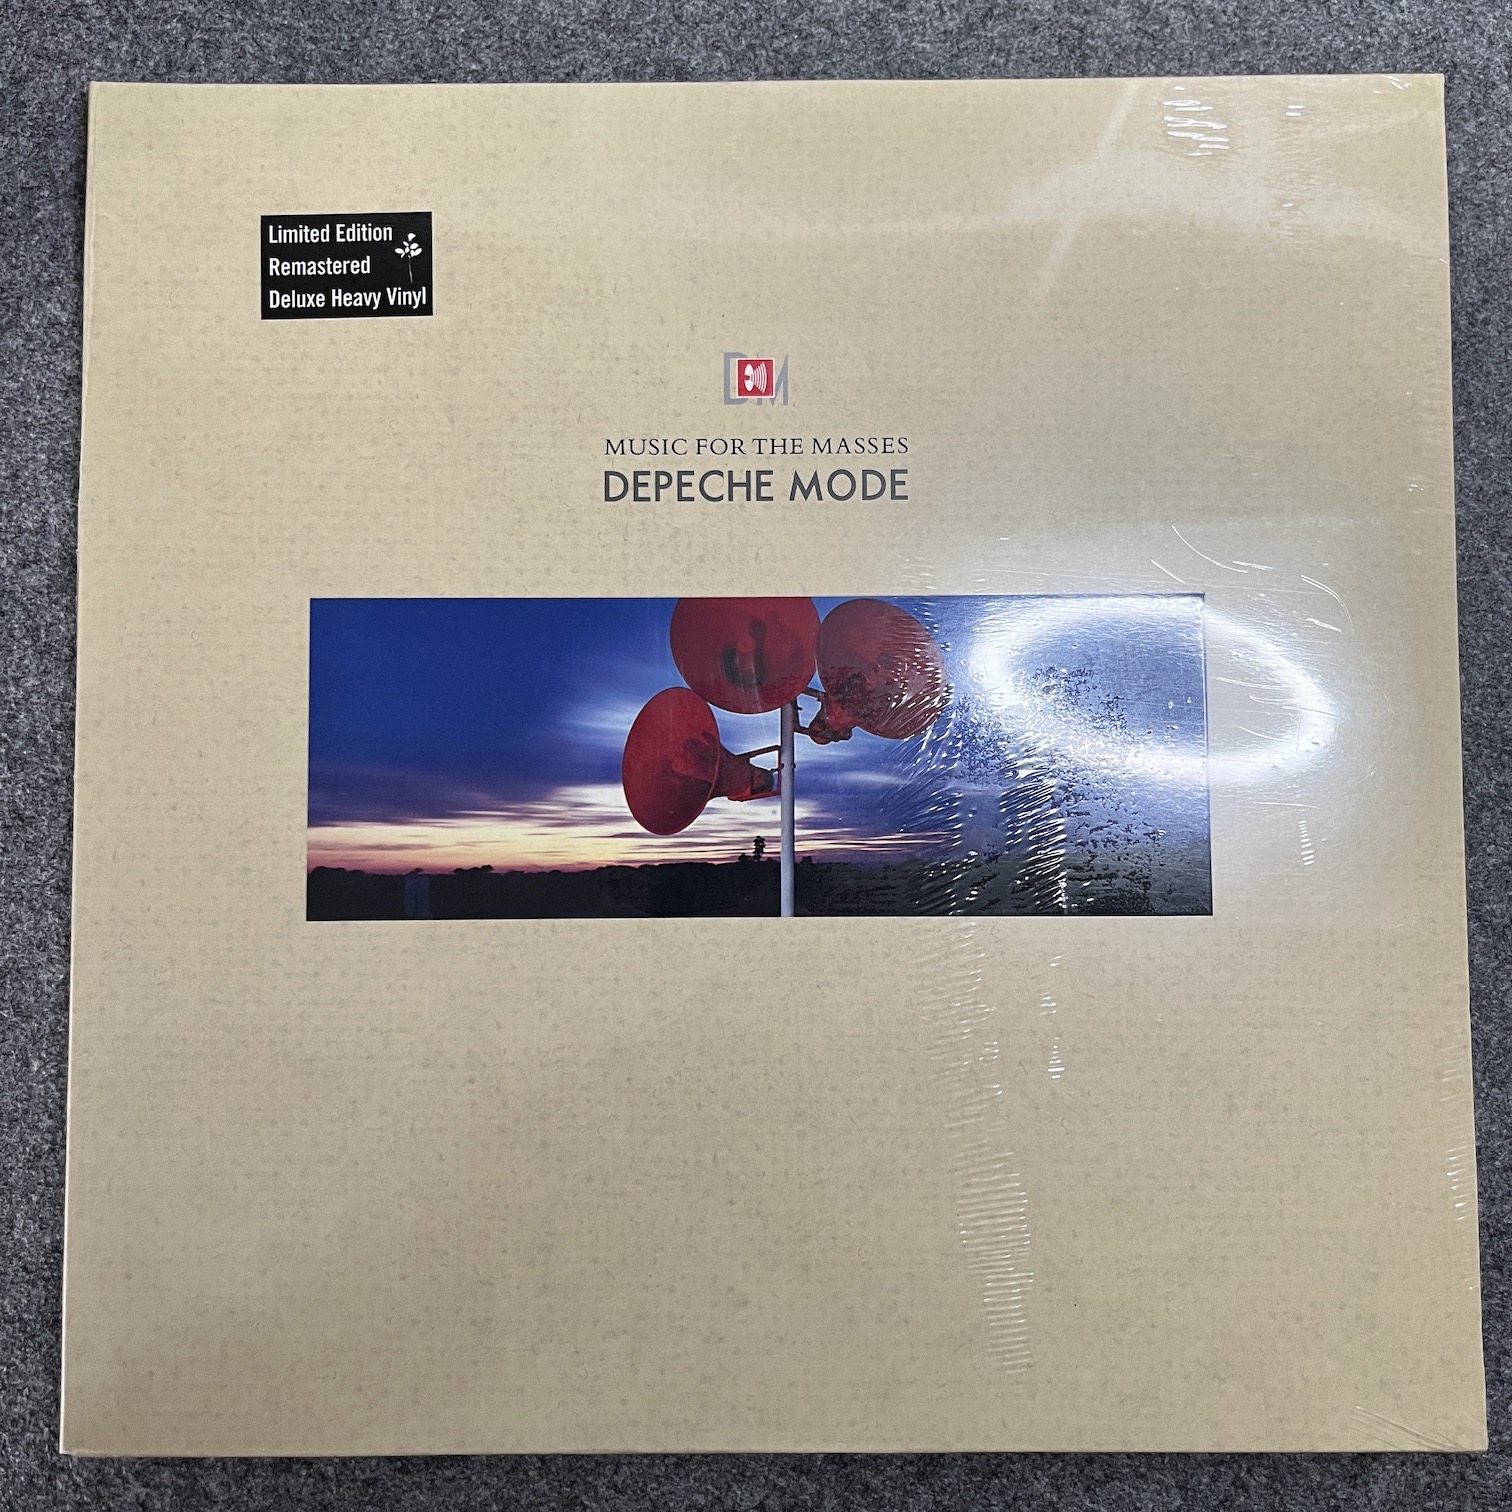 Limited Edition
Remastered
Deluxe Heavy Vinyl
DM
MUSIC FOR THE MASSES
DEPECHE MODE